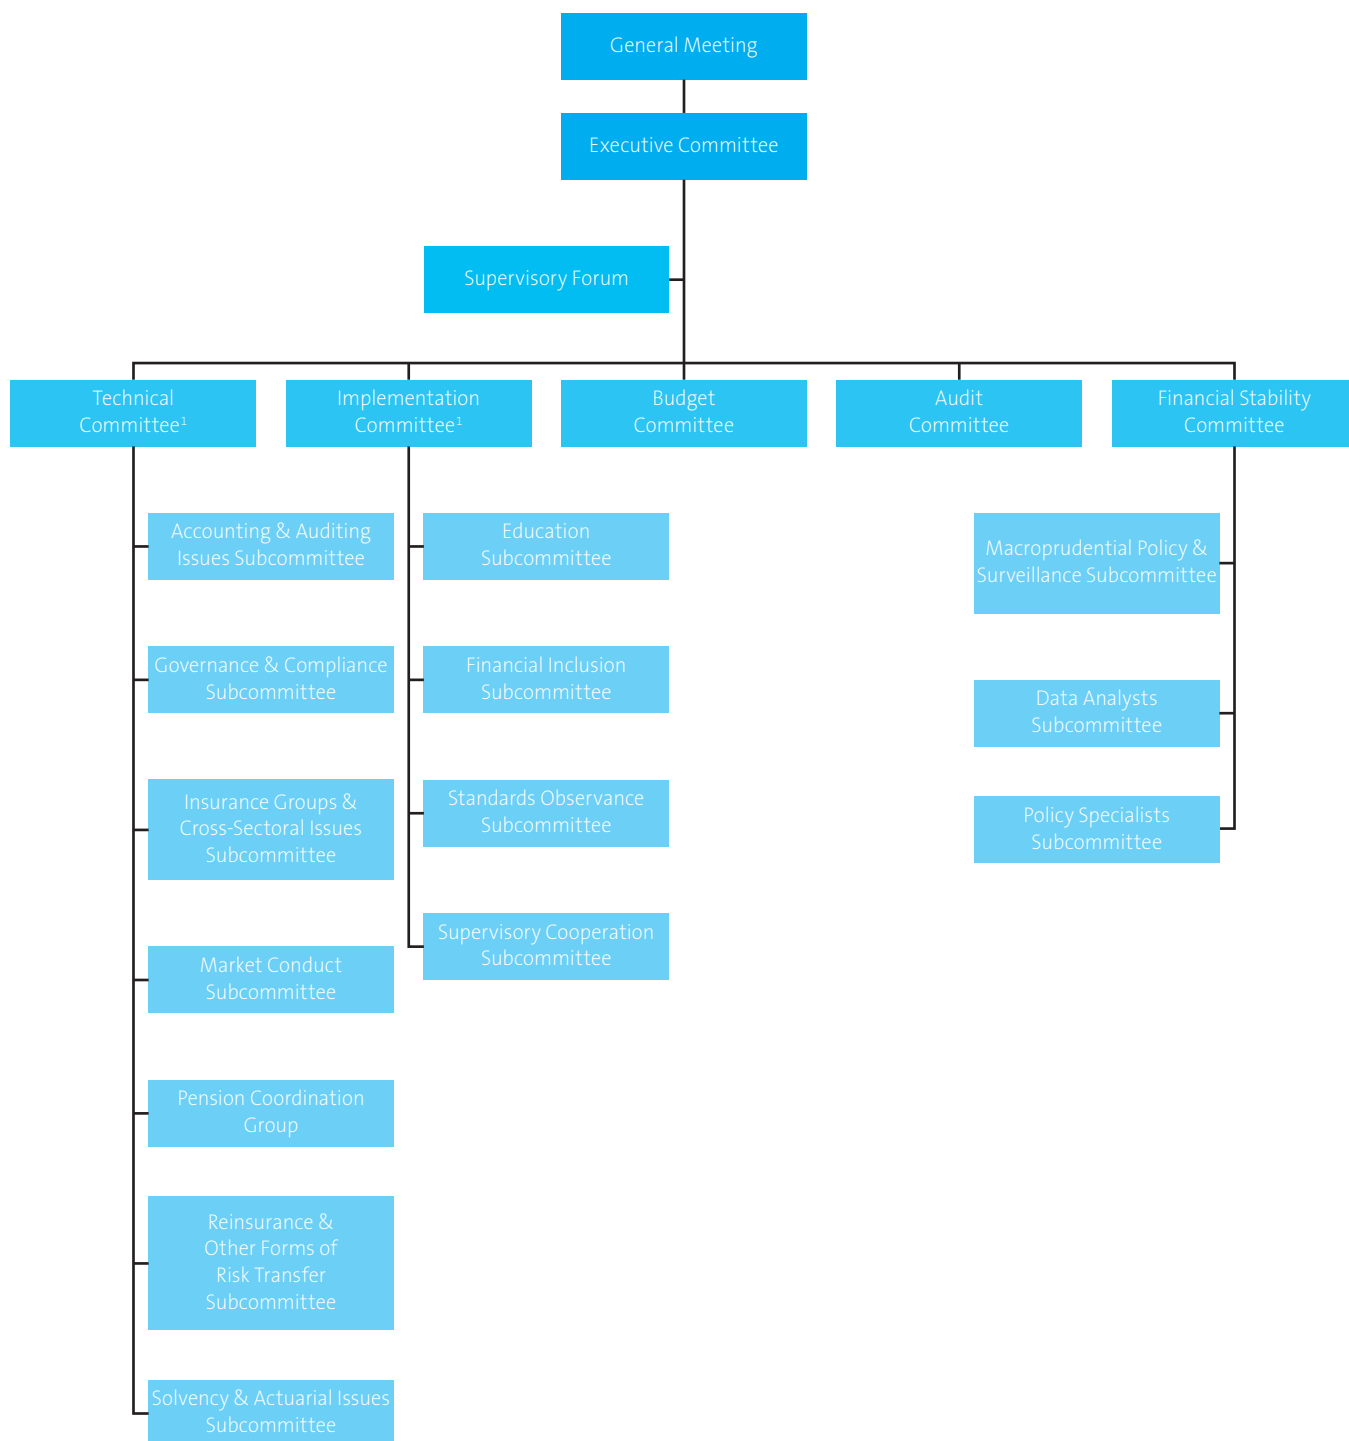 General Meeting
Executive Committee
Supervisory Forum
Technical
Committee¹
Implementation
Committee¹
Budget
Committee
Audit
Committee
Financial Stability
Committee
Accounting & Auditing
Issues Subcommittee
Governance & Compliance
Subcommittee
Insurance Groups &
Cross-Sectoral Issues
Subcommittee
Market Conduct
Subcommittee
Pension Coordination
Group
Reinsurance &
Other Forms of
Risk Transfer
Subcommittee
Solvency & Actuarial Issues
Subcommittee
Education
Subcommittee
Financial Inclusion
Subcommittee
Standards Observance
Subcommittee
Supervisory Cooperation
Subcommittee
Macroprudential Policy &
Surveillance Subcommittee
Data Analysts
Subcommittee
Policy Specialists
Subcommittee